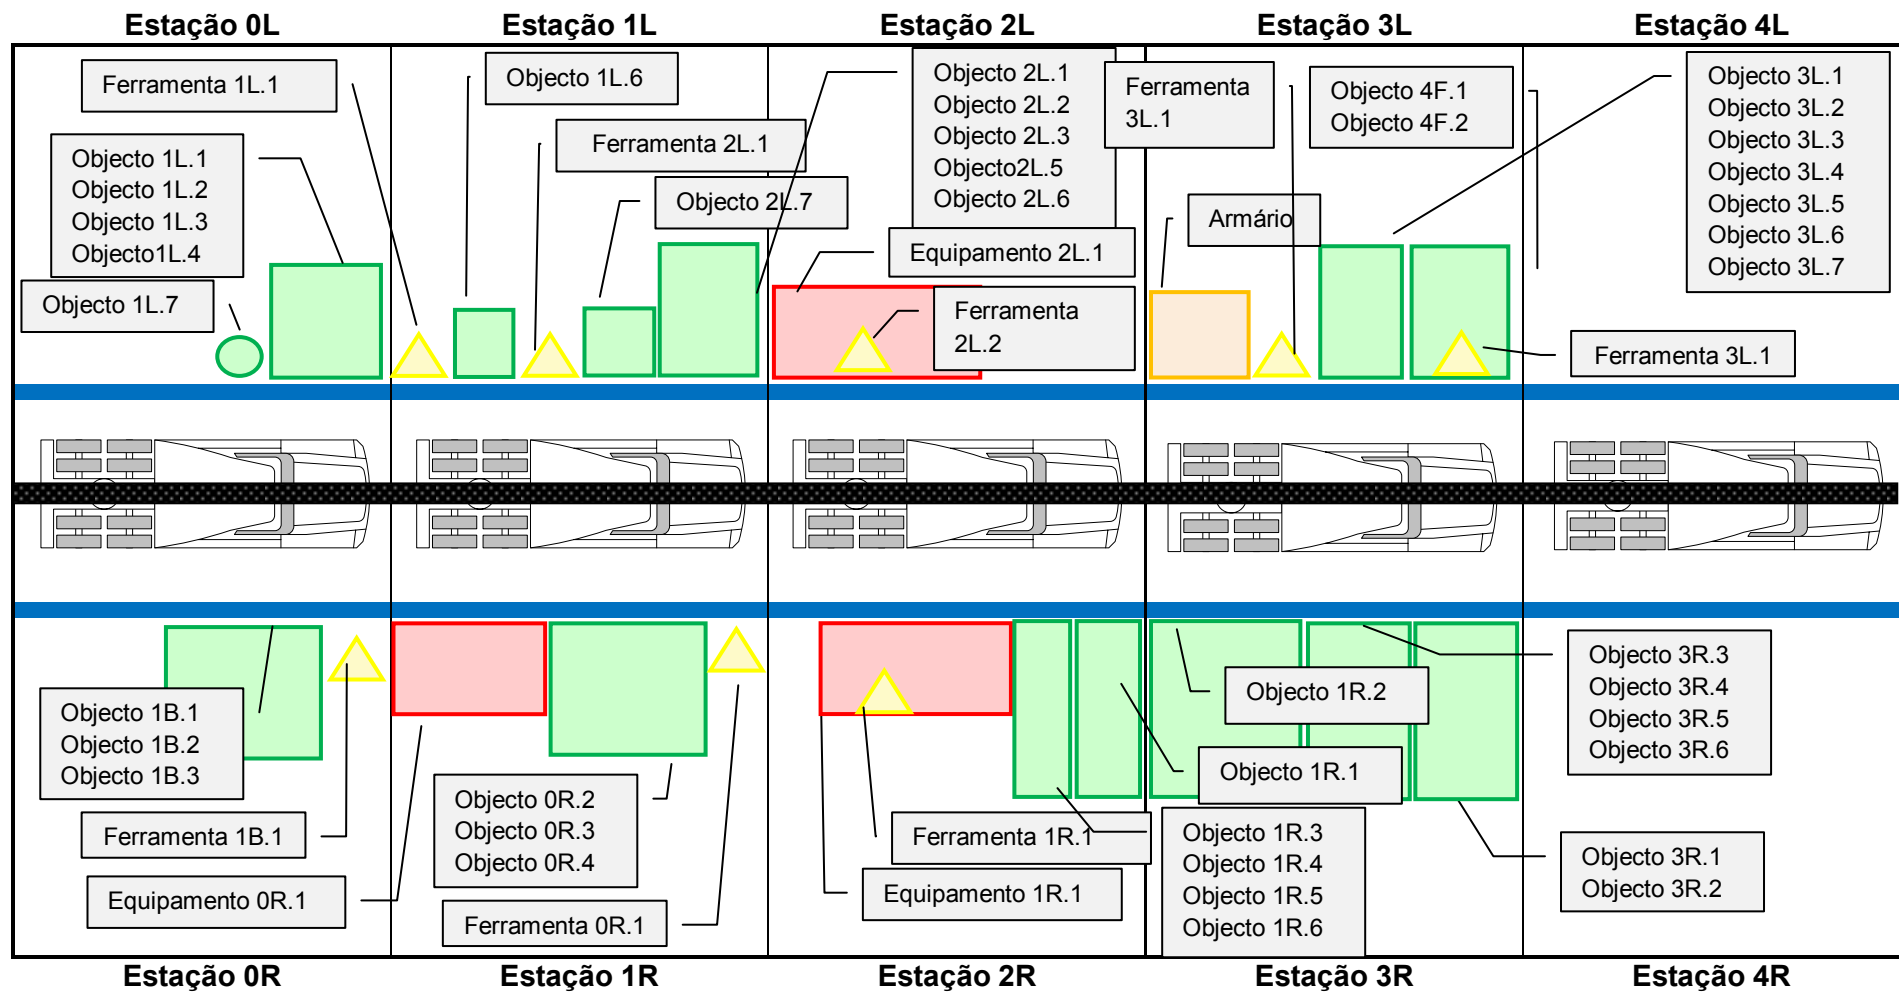 Estação 0L
Estação 1L
Estação 2L
Estação 3L
Estação 4L
Ferramenta 1L.1
Objecto 1L.1
Objecto 1L.2
Objecto 1L.3
Objecto1L.4
Objecto 1L.7
Objecto 1L.6
Ferramenta 2L.1
Objecto 2L.7
Objecto 2L.1
Objecto 2L.2
Objecto 2L.3
Objecto2L.5
Objecto 2L.6
Equipamento 2L.1
Ferramenta
2L.2
Ferramenta
3L.1
Armário
Objecto 4F.1
Objecto 4F.2
Objecto 3L.1
Objecto 3L.2
Objecto 3L.3
Objecto 3L.4
Objecto 3L.5
Objecto 3L.6
Objecto 3L.7
Ferramenta 3L.1
Objecto 1B.1
Objecto 1B.2
Objecto 1B.3
Ferramenta 1B.1
Equipamento 0R.1
Objecto 0R.2
Objecto 0R.3
Objecto 0R.4
Ferramenta 0R.1
Ferramenta 1R.1
Equipamento 1R.1
Objecto 1R.2
Objecto 1R.1
Objecto 1R.3
Objecto 1R.4
Objecto 1R.5
Objecto 1R.6
Objecto 3R.3
Objecto 3R.4
Objecto 3R.5
Objecto 3R.6
Objecto 3R.1
Objecto 3R.2
Estação 0R
Estação 1R
Estação 2R
Estação 3R
Estação 4R